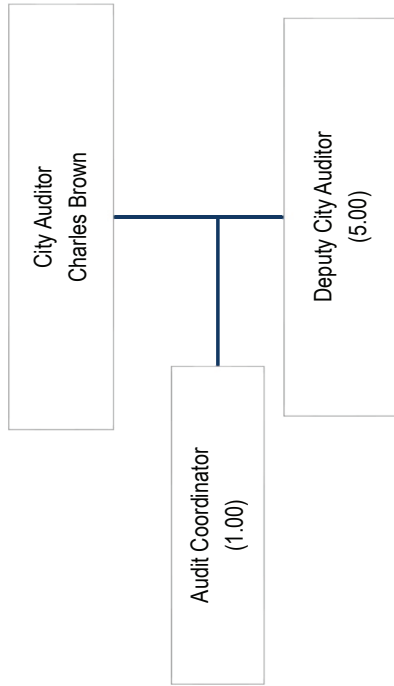 City Auditor
Charles Brown
Audit Coordinator
(1.00)
Deputy City Auditor
(5.00)